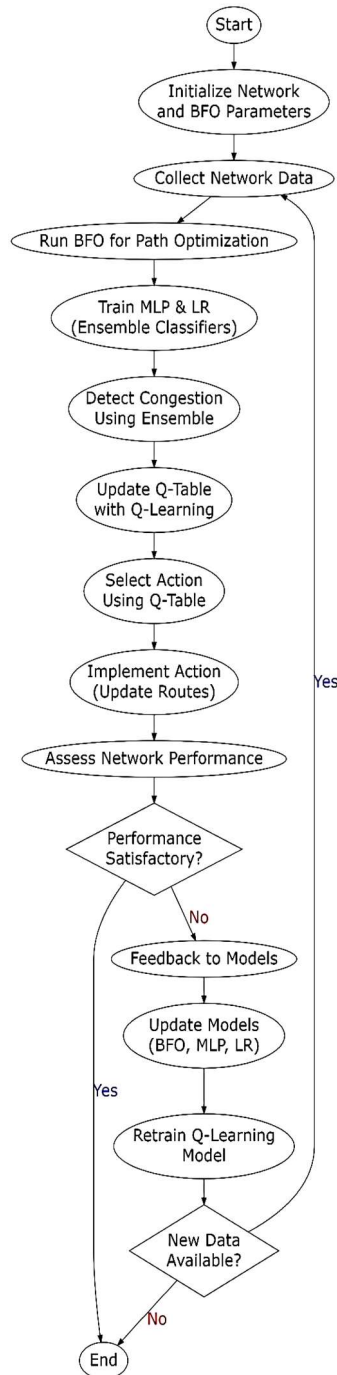 Start
Initialize Network
and BFO Parameters
Collect Network Data
Run BFO for Path Optimization
Train MLP & LR
(Ensemble Classifiers)
Detect Congestion
Using Ensemble
Update Q-Table
with Q-Learning
Select Action
Using Q-Table
Implement Action
(Update Routes)
Yes
Assess Network Performance
Performance
Satisfactory?
No
Feedback to Models
Update Models
(BFO, MLP, LR)
Yes
Retrain Q-Learning
Model
New Data
Available?
No
End